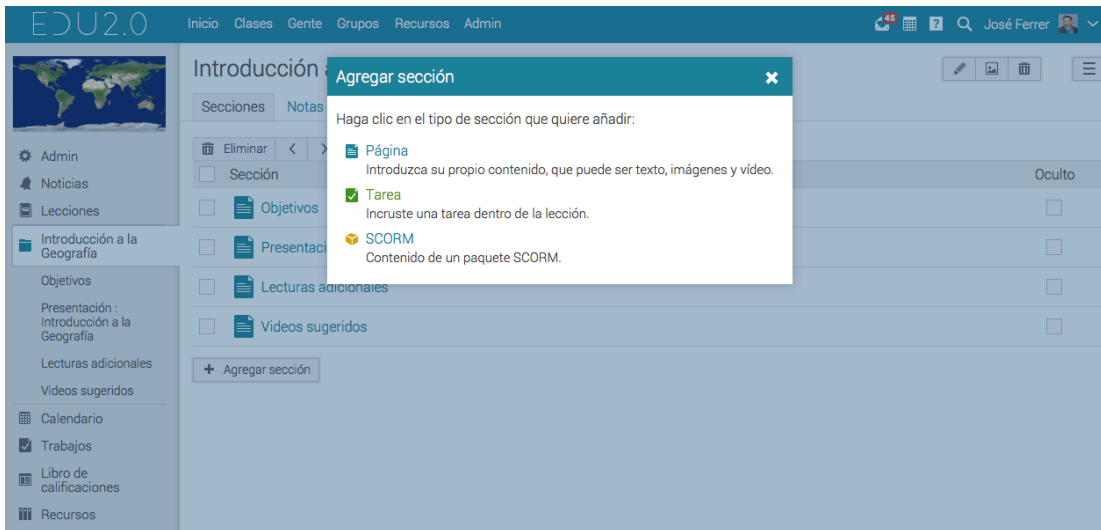 EDU2.0
Inicio Clases Gente Grupos Recursos Admin
45
?
José Ferrer
Introducción a
Agregar sección
Secciones Notas
Haga clic en el tipo de sección que quiere añadir:
Eliminar
Página
Introduzca su propio contenido, que puede ser texto, imágenes y vídeo.
Tarea
Incruste una tarea dentro de la lección.
SCORM
Contenido de un paquete SCORM.
Sección
Oculto
Objetivos
Presentaci
Lecturas adicionales
Videos sugeridos
+ Agregar sección
Admin
Noticias
Lecciones
Introducción a la
Geografía
Objetivos
Presentación :
Introducción a la
Geografía
Lecturas adicionales
Videos sugeridos
Calendario
Trabajos
Libro de
calificaciones
Recursos